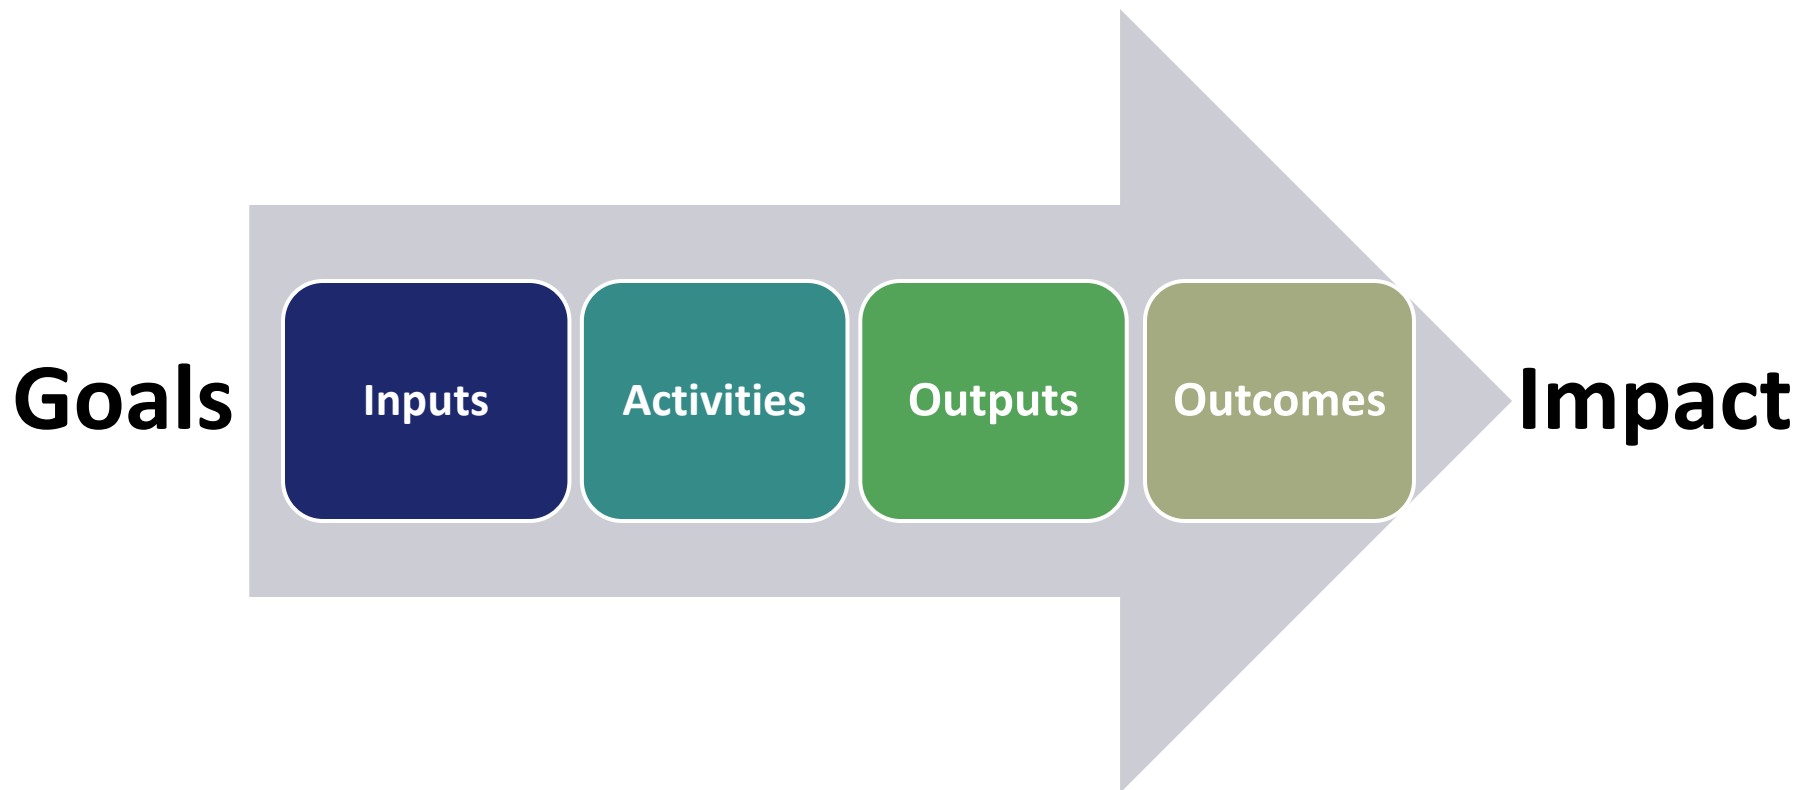 Goals
Inputs
Activities
Outputs
Outcomes
Impact